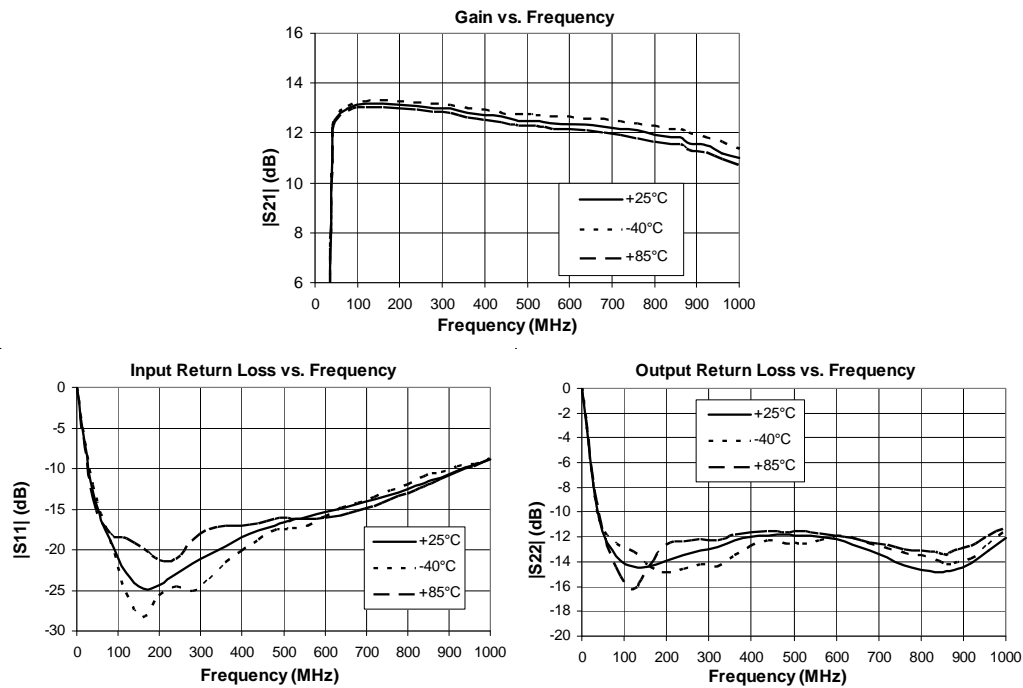 Gain vs. Frequency
16
14
12
10
8
6
|S21| (dB)
+25°C
-40°C
+85°C
0 100 200 300 400 500 600 700 800 900 1000
Frequency (MHz)
Input Return Loss vs. Frequency
0
-5
-10
-15
-20
-25
-30
|S11| (dB)
+25°C
-40°C
+85°C
0 100 200 300 400 500 600 700 800 900 1000
Frequency (MHz)
Output Return Loss vs. Frequency
0
-2
-4
-6
-8
-10
-12
-14
-16
-18
-20
|S22| (dB)
+25°C
-40°C
+85°C
0 100 200 300 400 500 600 700 800 900 1000
Frequency (MHz)